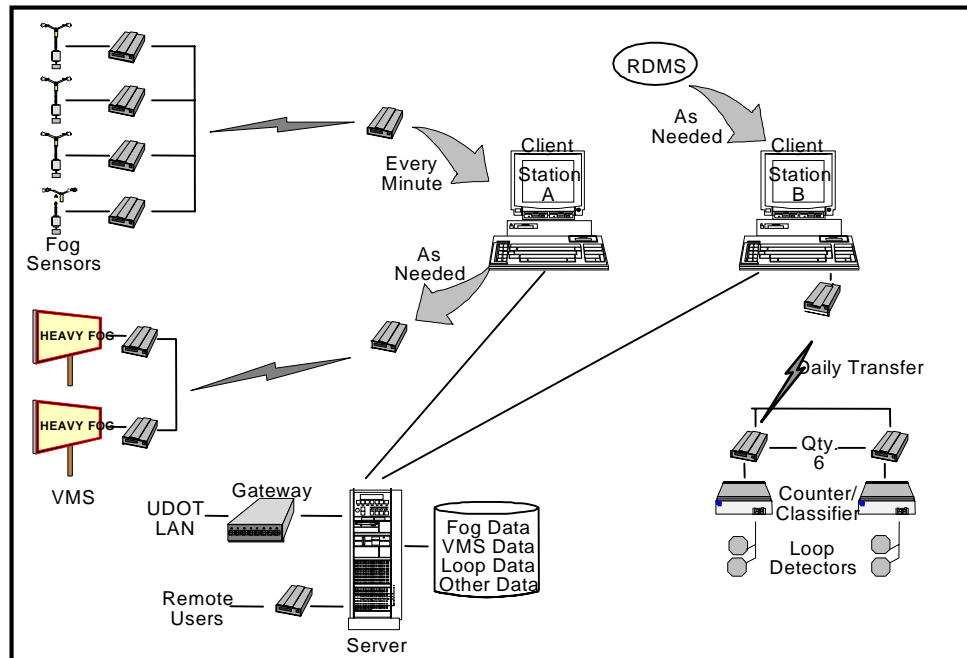 RDMS
As
Needed
Client
Station
A
Every
Minute
Client
Station
B
Fog
Sensors
As
Needed
HEAVY FOG
HEAVY FOG
VMS
Daily Transfer
Qty.
6
Counter/
Classifier
Loop
Detectors
UDOT
LAN
Gateway
Fog Data
VMS Data
Loop Data
Other Data
Remote
Users
Server